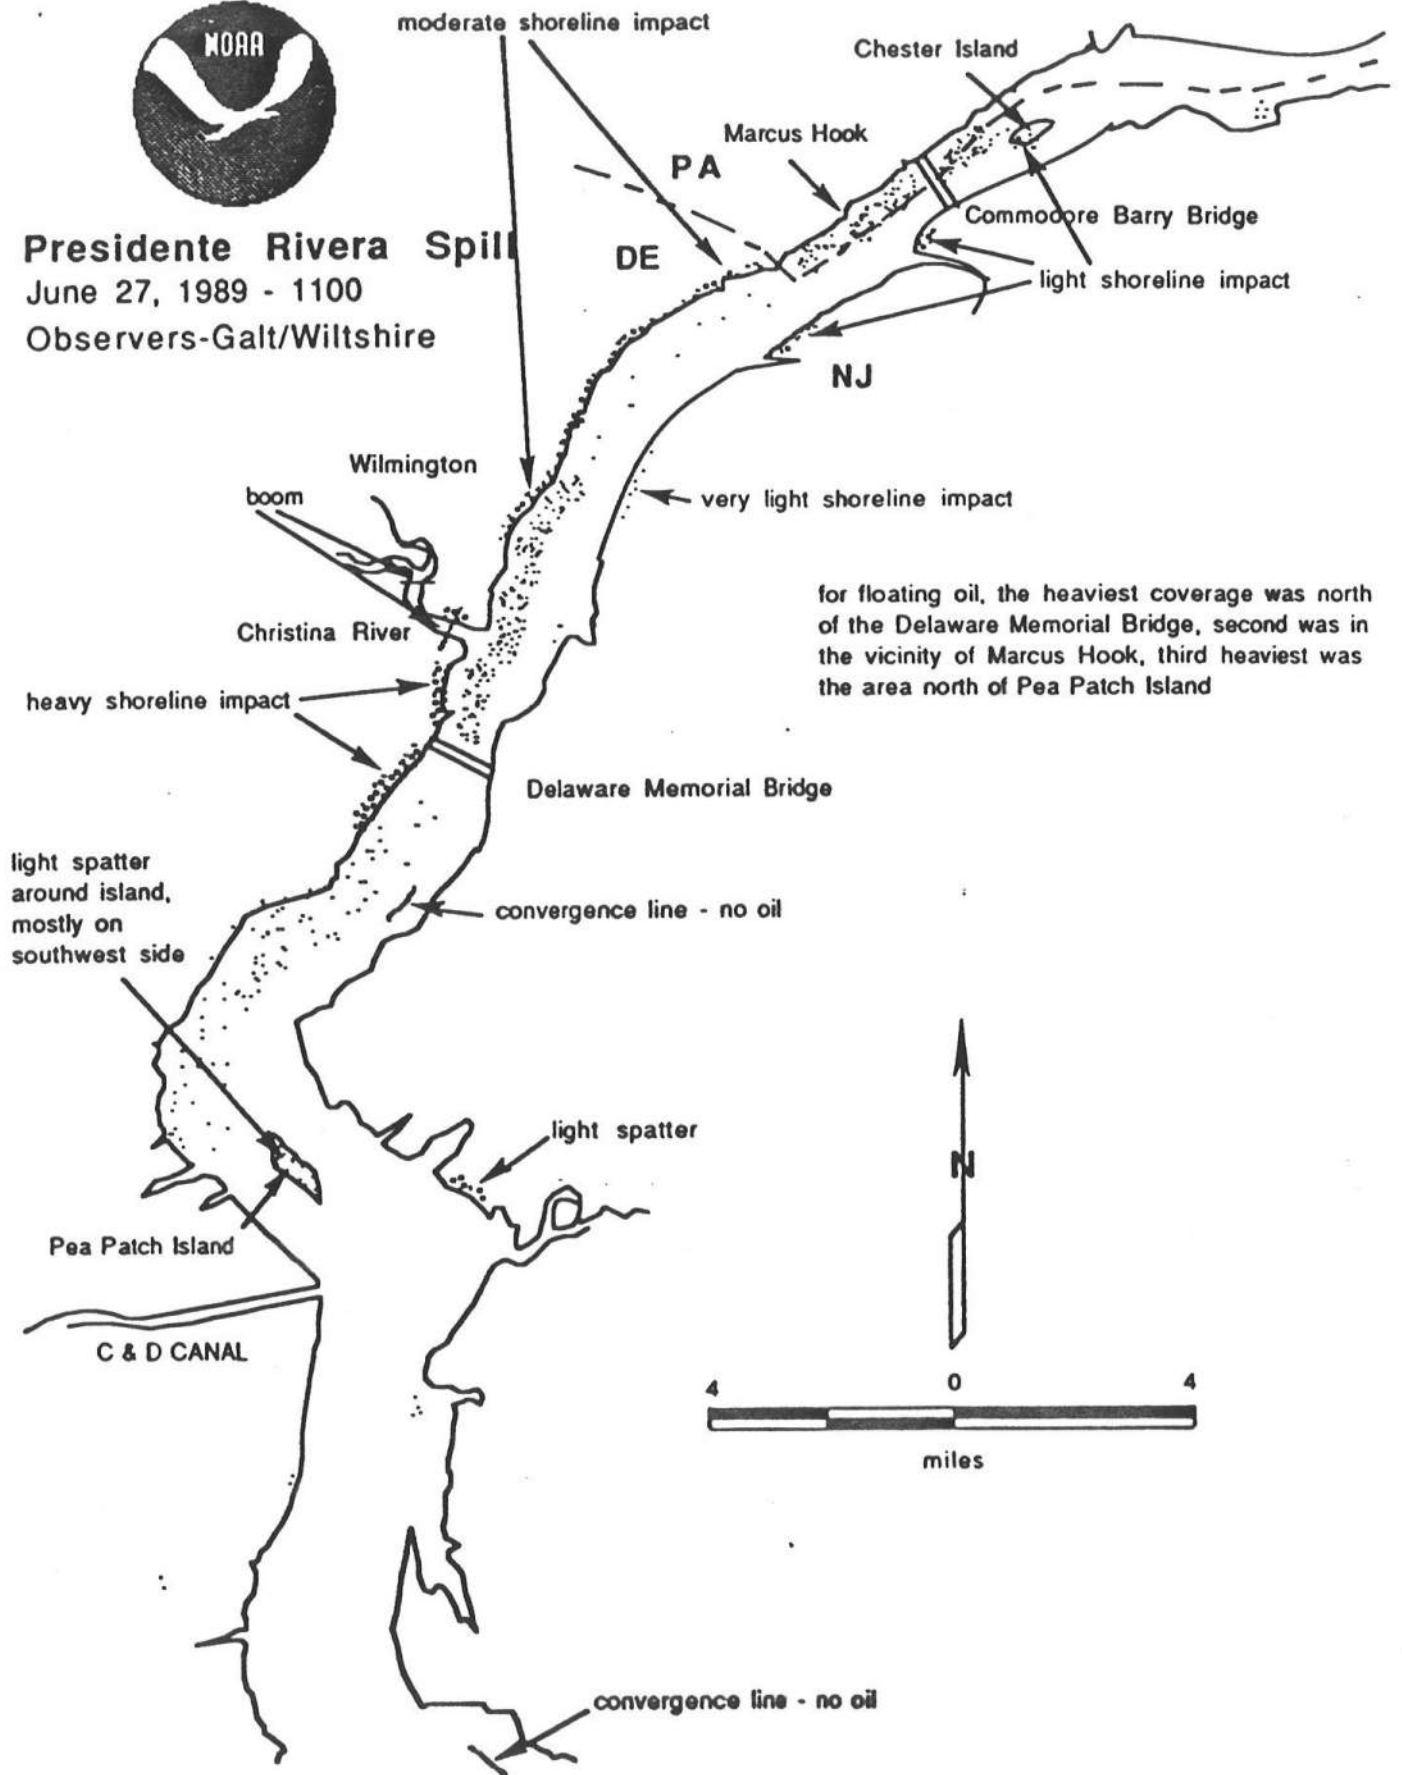 NOAA
moderate shoreline impact
Chester Island
Marcus Hook
PA
Commodore Barry Bridge
Presidente Rivera Spill
June 27, 1989 - 1100
Observers-Galt/Wiltshire
DE
light shoreline impact
NJ
Wilmington
boom
very light shoreline impact
Christina River
for floating oil, the heaviest coverage was north
of the Delaware Memorial Bridge, second was in
the vicinity of Marcus Hook, third heaviest was
the area north of Pea Patch Island
heavy shoreline impact
Delaware Memorial Bridge
light spatter
around island,
mostly on
southwest side
convergence line - no oil
light spatter
N
Pea Patch Island
C & D CANAL
4 0 4
miles
convergence line - no oil